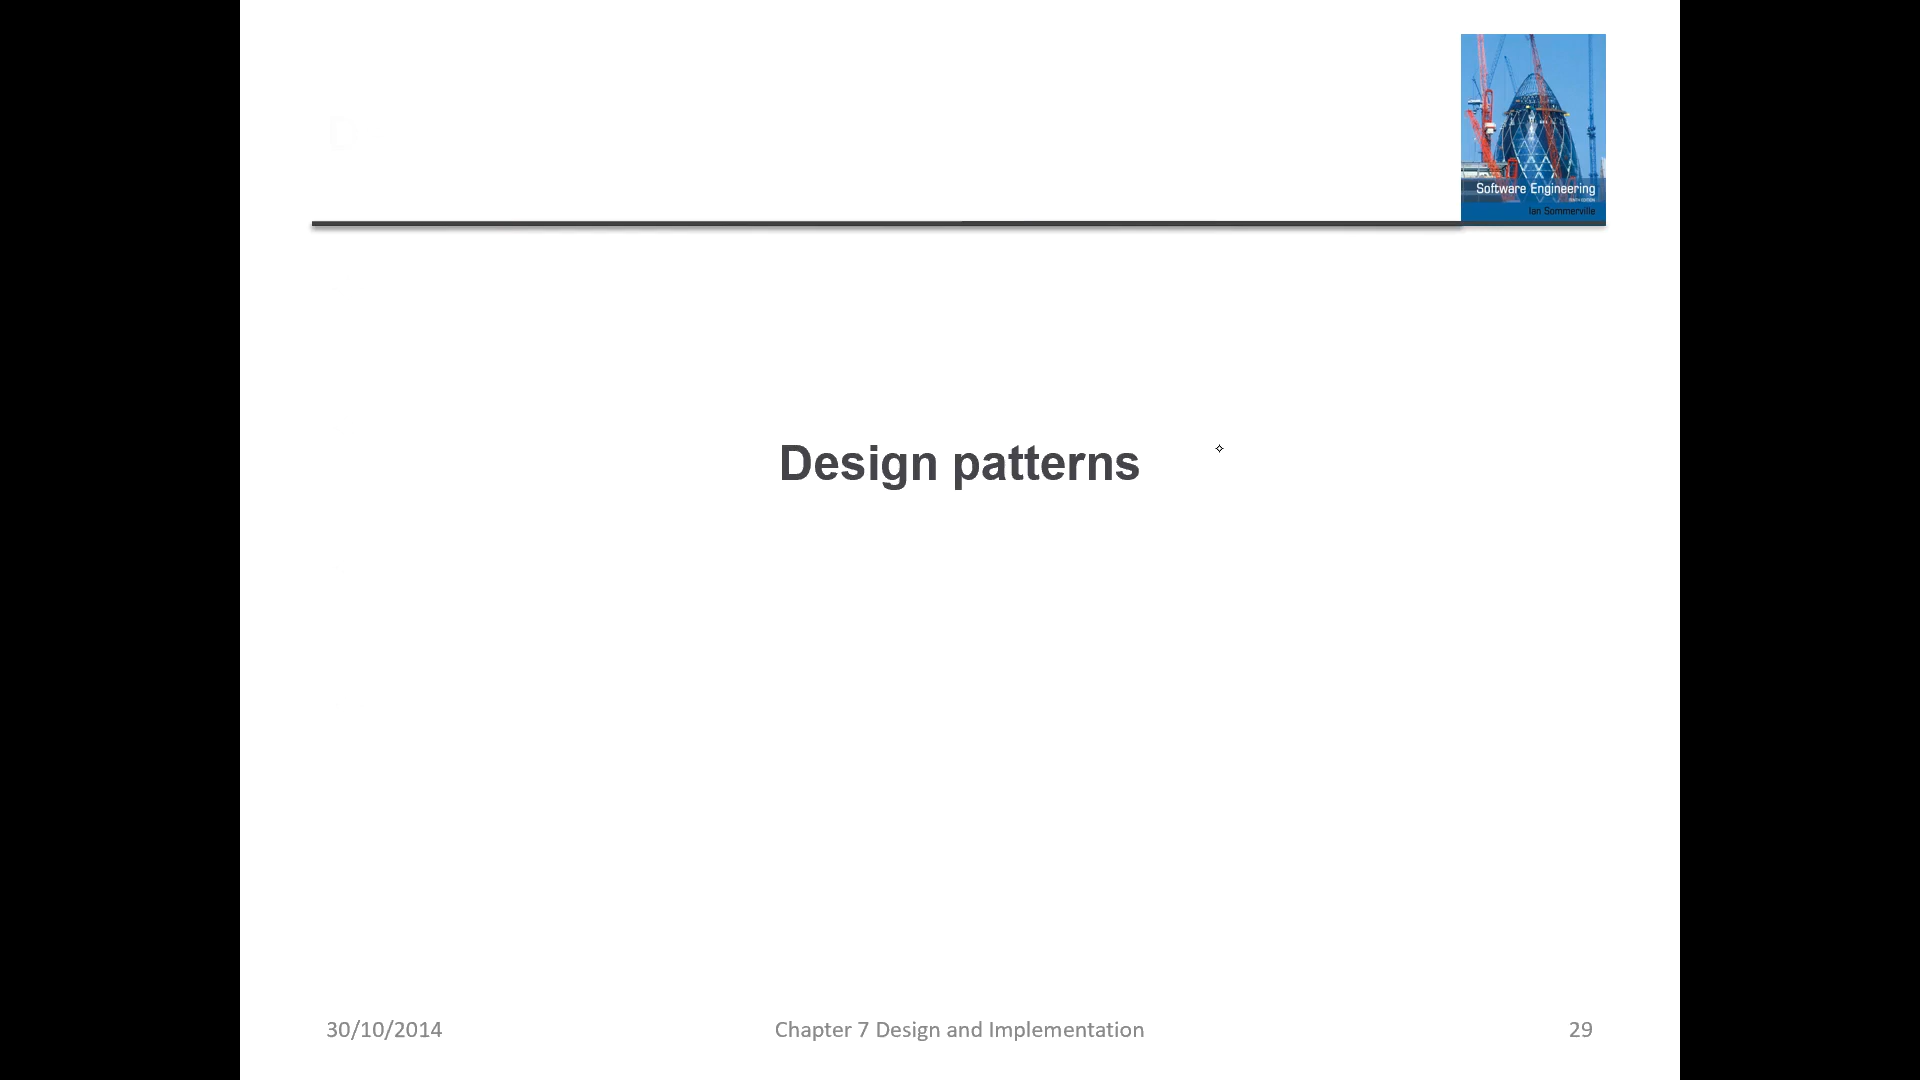 Software Engineering
Ian Sommerville
Design patterns
30/10/2014
Chapter 7 Design and Implementation
29